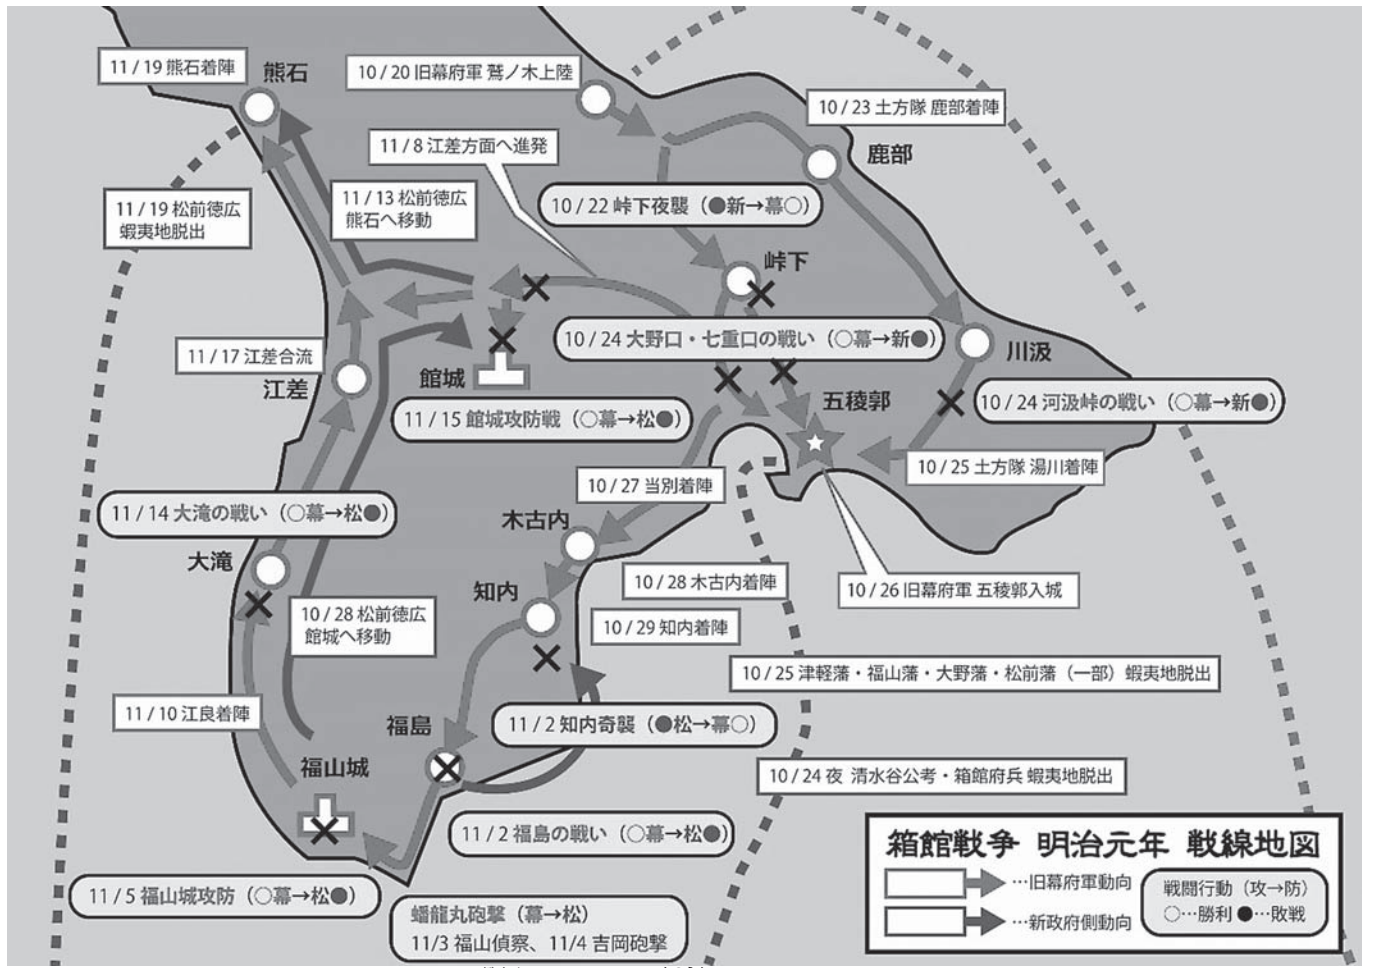 11 / 19 熊石着陣
熊石
10 / 20 旧幕府軍 鷲ノ木上陸
10 / 23 土方隊 鹿部着陣
鹿部
11 / 8 江差方面へ進発
11 / 13 松前徳広
熊石へ移動
11 / 19 松前徳広
蝦夷地脱出
10 / 22 峠下夜襲（●新→幕○）
峠下
10 / 24 大野口・七重口の戦い（○幕→新●）
川汲
11 / 17 江差合流
江差
館城
五稜郭
10 / 24 河汲峠の戦い（○幕→新●）
11 / 15 館城攻防戦（○幕→松●）
10 / 25 土方隊 湯川着陣
10 / 27 当別着陣
11 / 14 大滝の戦い（○幕→松●）
木古内
大滝
10 / 28 木古内着陣
10 / 26 旧幕府軍 五稜郭入城
知内
10 / 28 松前徳広
館城へ移動
10 / 29 知内着陣
10 / 25 津軽藩・福山藩・大野藩・松前藩（一部）蝦夷地脱出
11 / 10 江良着陣
福島
11 / 2 知内奇襲（●松→幕○）
福山城
10 / 24 夜 清水谷公考・箱館府兵 蝦夷地脱出
11 / 2 福島の戦い（○幕→松●）
11 / 5 福山城攻防（○幕→松●）
蟠龍丸砲撃（幕→松）
11/3 福山偵察、11/4 吉岡砲撃
箱館戦争 明治元年 戦線地図
…旧幕府軍動向
…新政府側動向
戦闘行動（攻→防）
○…勝利 ●…敗戦